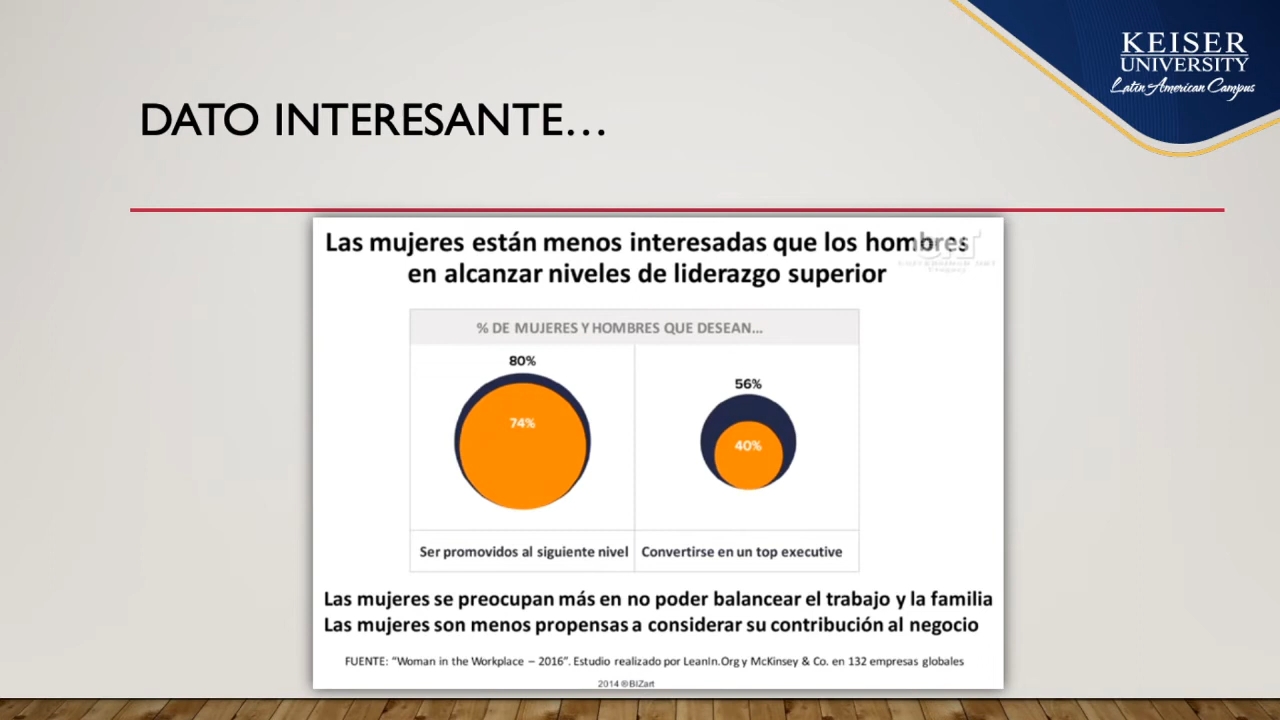 KEISER
UNIVERSITY
Latin American Campus
DATO INTERESANTE...
Las mujeres están menos interesadas que los hombres
en alcanzar niveles de liderazgo superior
% DE MUJERES Y HOMBRES QUE DESEAN...
80%
74%
56%
40%
Ser promovidos al siguiente nivel
Convertirse en un top executive
Las mujeres se preocupan más en no poder balancear el trabajo y la familia
Las mujeres son menos propensas a considerar su contribución al negocio
FUENTE: “Woman in the Workplace – 2016”. Estudio realizado por LeanIn.Org y McKinsey & Co. en 132 empresas globales
2014 ® BIZart